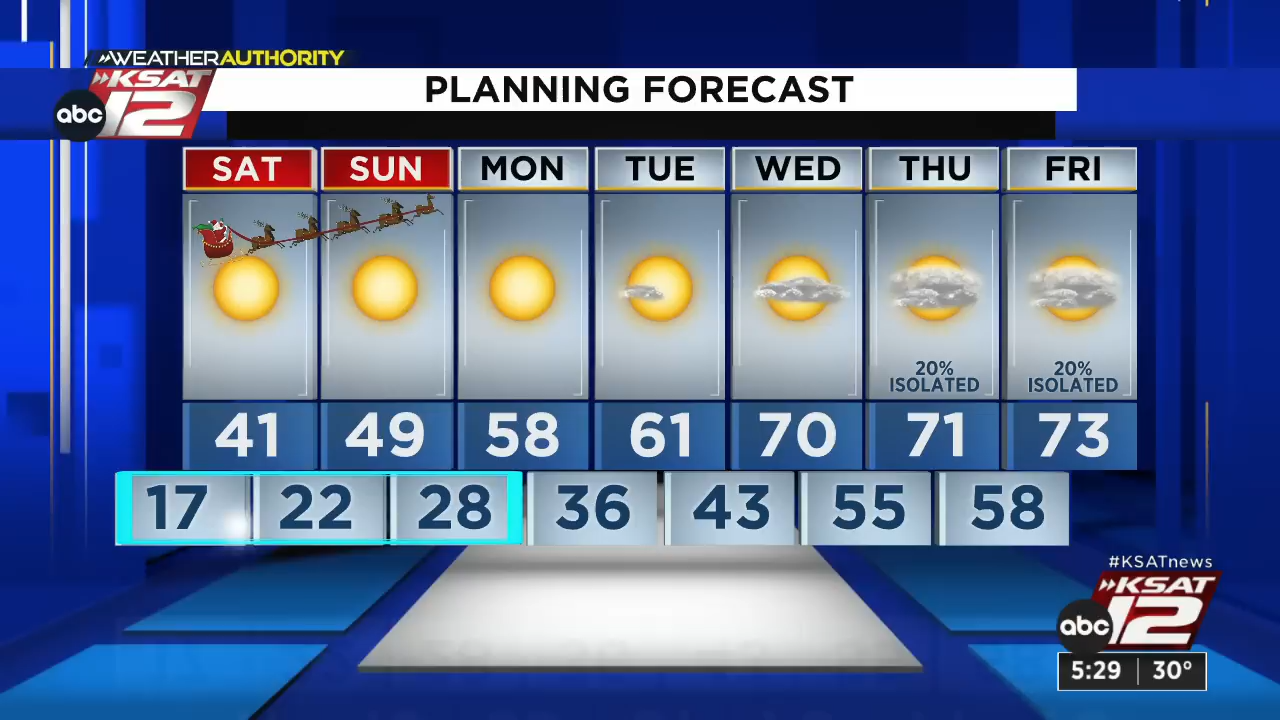 WEATHERAUTHORITY
KSAT
abc 12
PLANNING FORECAST
SAT SUN MON TUE WED THU FRI
20% 20%
ISOLATED ISOLATED
41 49 58 61 70 71 73
17 22 28 36 43 55 58
#KSATnews
KSAT
abc 12
5:29 30°